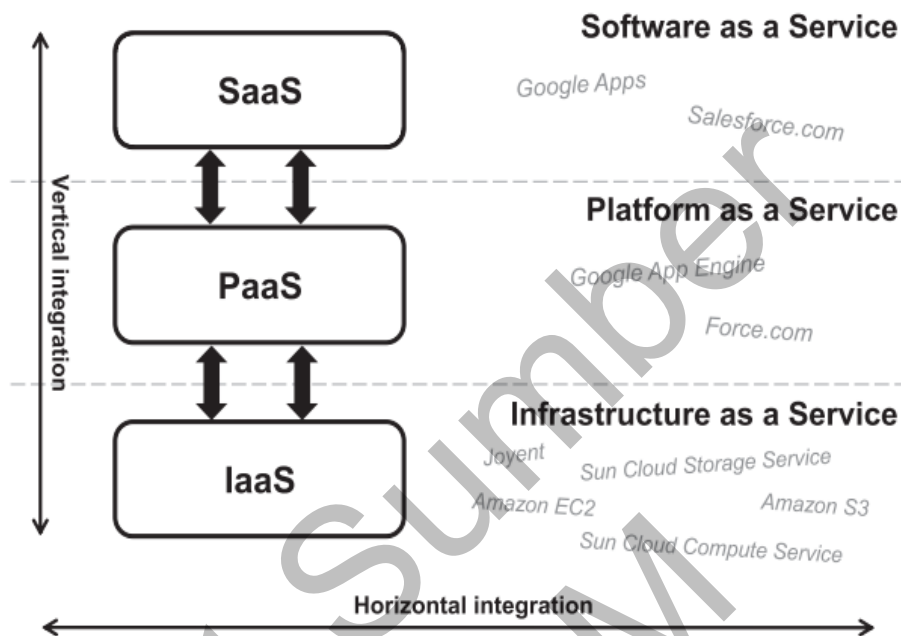 Software as a Service
SaaS
Google Apps
Salesforce.com
Vertical integration
Platform as a Service
PaaS
Google App Engine
Force.com
Infrastructure as a Service
IaaS
Joyent
Sun Cloud Storage Service
Amazon EC2
Amazon S3
Sun Cloud Compute Service
Horizontal integration
Sumber
M